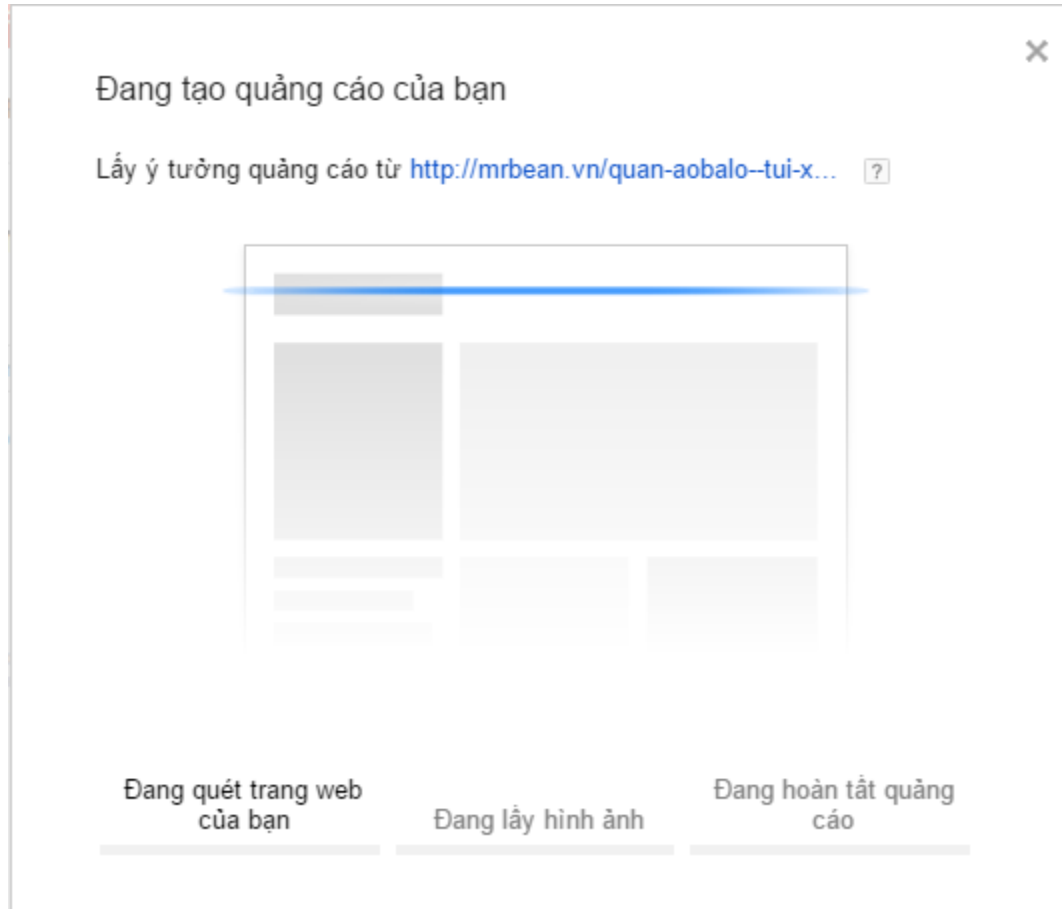 Đang tạo quảng cáo của bạn
Lấy ý tưởng quảng cáo từ http://mrbean.vn/quan-aobalo--tui-x... ?
Đang quét trang web
của bạn
Đang lấy hình ảnh
Đang hoàn tất quảng
cáo